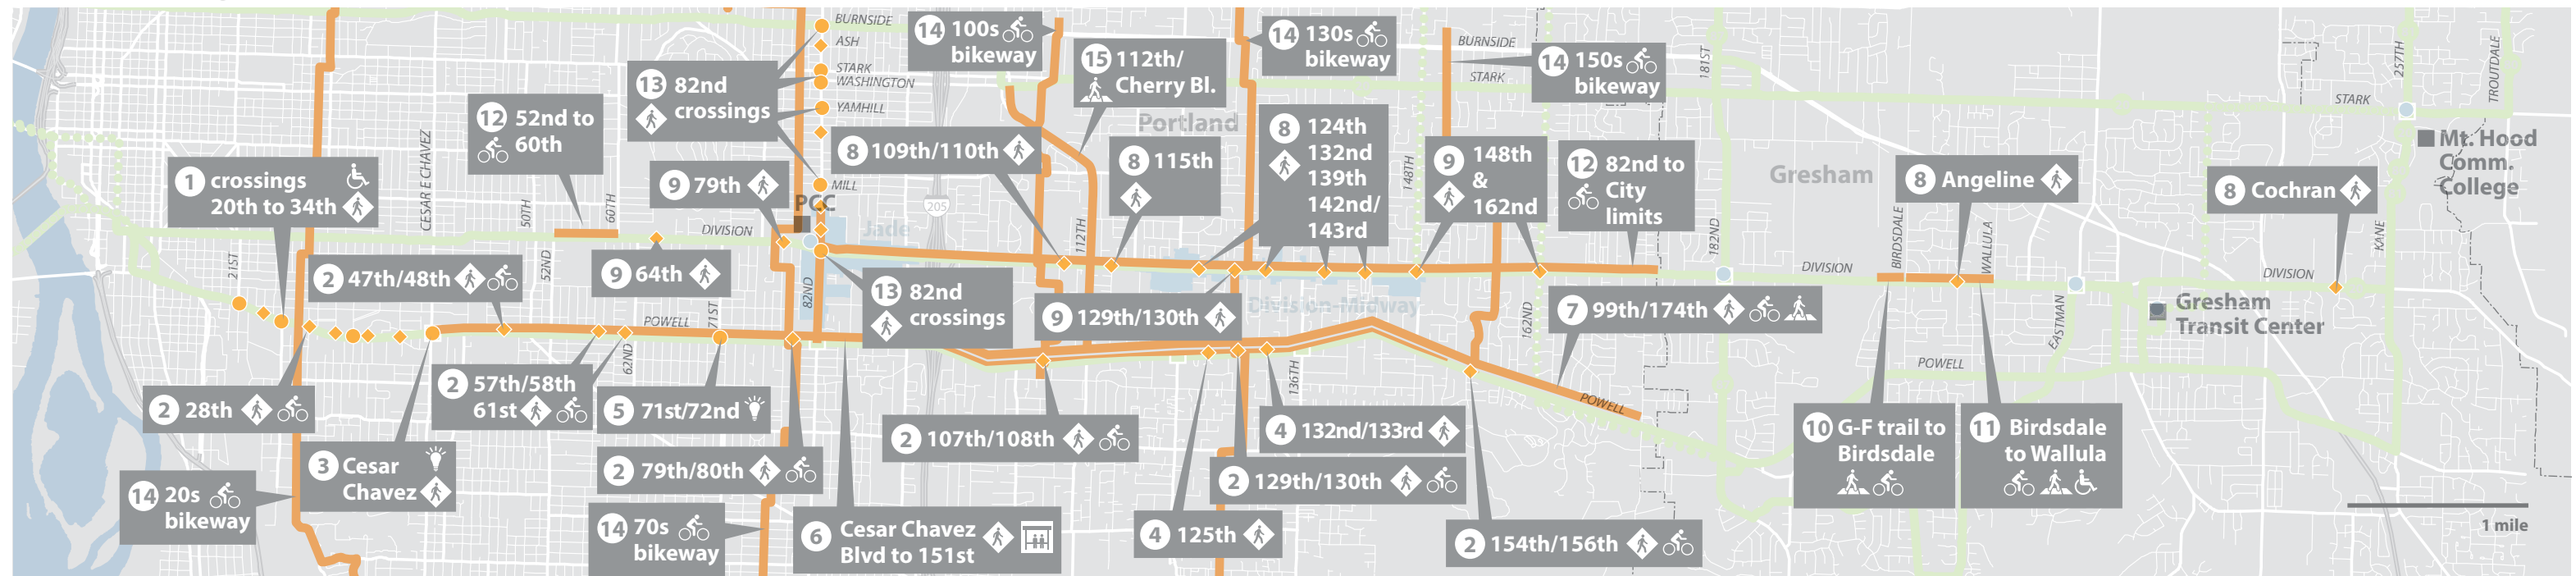 BURNSIDE
ASH
STARK
WASHINGTON
YAMHILL
MILL
14 100s
bikeway
15 112th/
Cherry Bl.
14 130s
bikeway
BURNSIDE
STARK
14 150s
bikeway
181ST
257TH
TROUTDALE
STARK
Mt. Hood
Comm.
College
13 82nd
crossings
12 52nd to
60th
1 crossings
20th to 34th
CESAR E CHAVEZ
50TH
60TH
9 79th
PCC
205
Portland
8 109th/110th
8 115th
8 124th
132nd
139th
142nd/
143rd
148TH
9 148th
&
162nd
12 82nd to
City
limits
Gresham
8 Angeline
8 Cochran
DIVISION
Jade
112TH
21ST
52ND
2 47th/48th
9 64th
71ST
82ND
13 82nd
crossings
9 129th/130th
Division-Midway
162ND
7 99th/174th
182ND
DIVISION
BIRDSDALE
WALLULA
EASTMAN
DIVISION
KANE
Gresham
Transit Center
POWELL
62ND
136TH
POWELL
POWELL
2 28th
2 57th/58th
61st
5 71st/72nd
2 107th/108th
4 132nd/133rd
10 G-F trail to
Birdsdale
11 Birdsdale
to Wallula
3 Cesar
Chavez
2 79th/80th
2 129th/130th
14 20s
bikeway
14 70s
bikeway
6 Cesar Chavez
Blvd to 151st
4 125th
2 154th/156th
1 mile